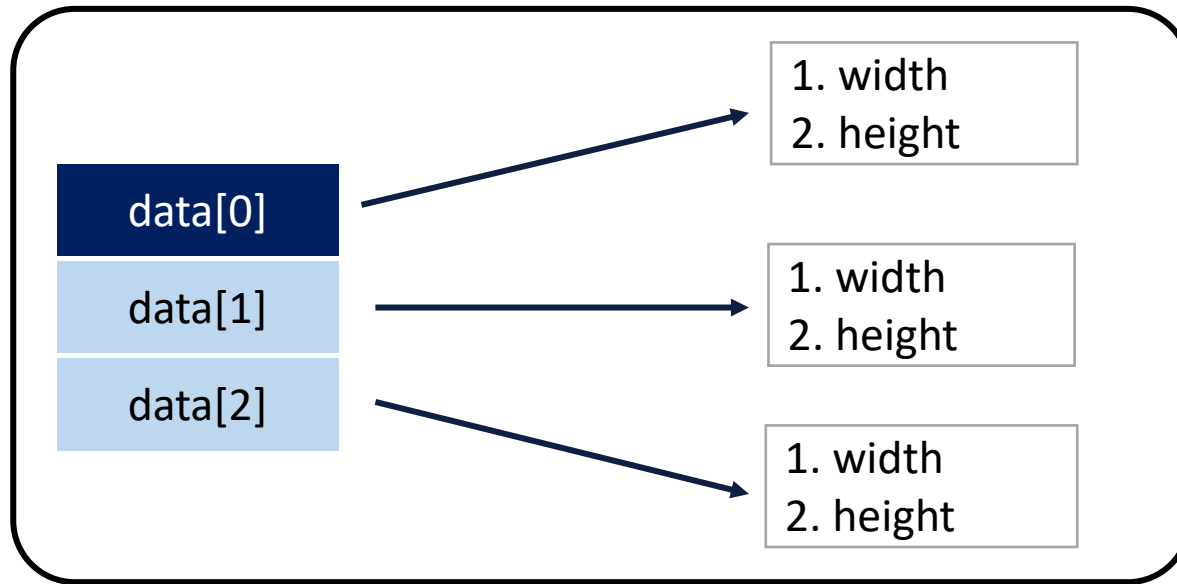 data[0]
data[1]
data[2]
1. width
2. height
1. width
2. height
1. width
2. height